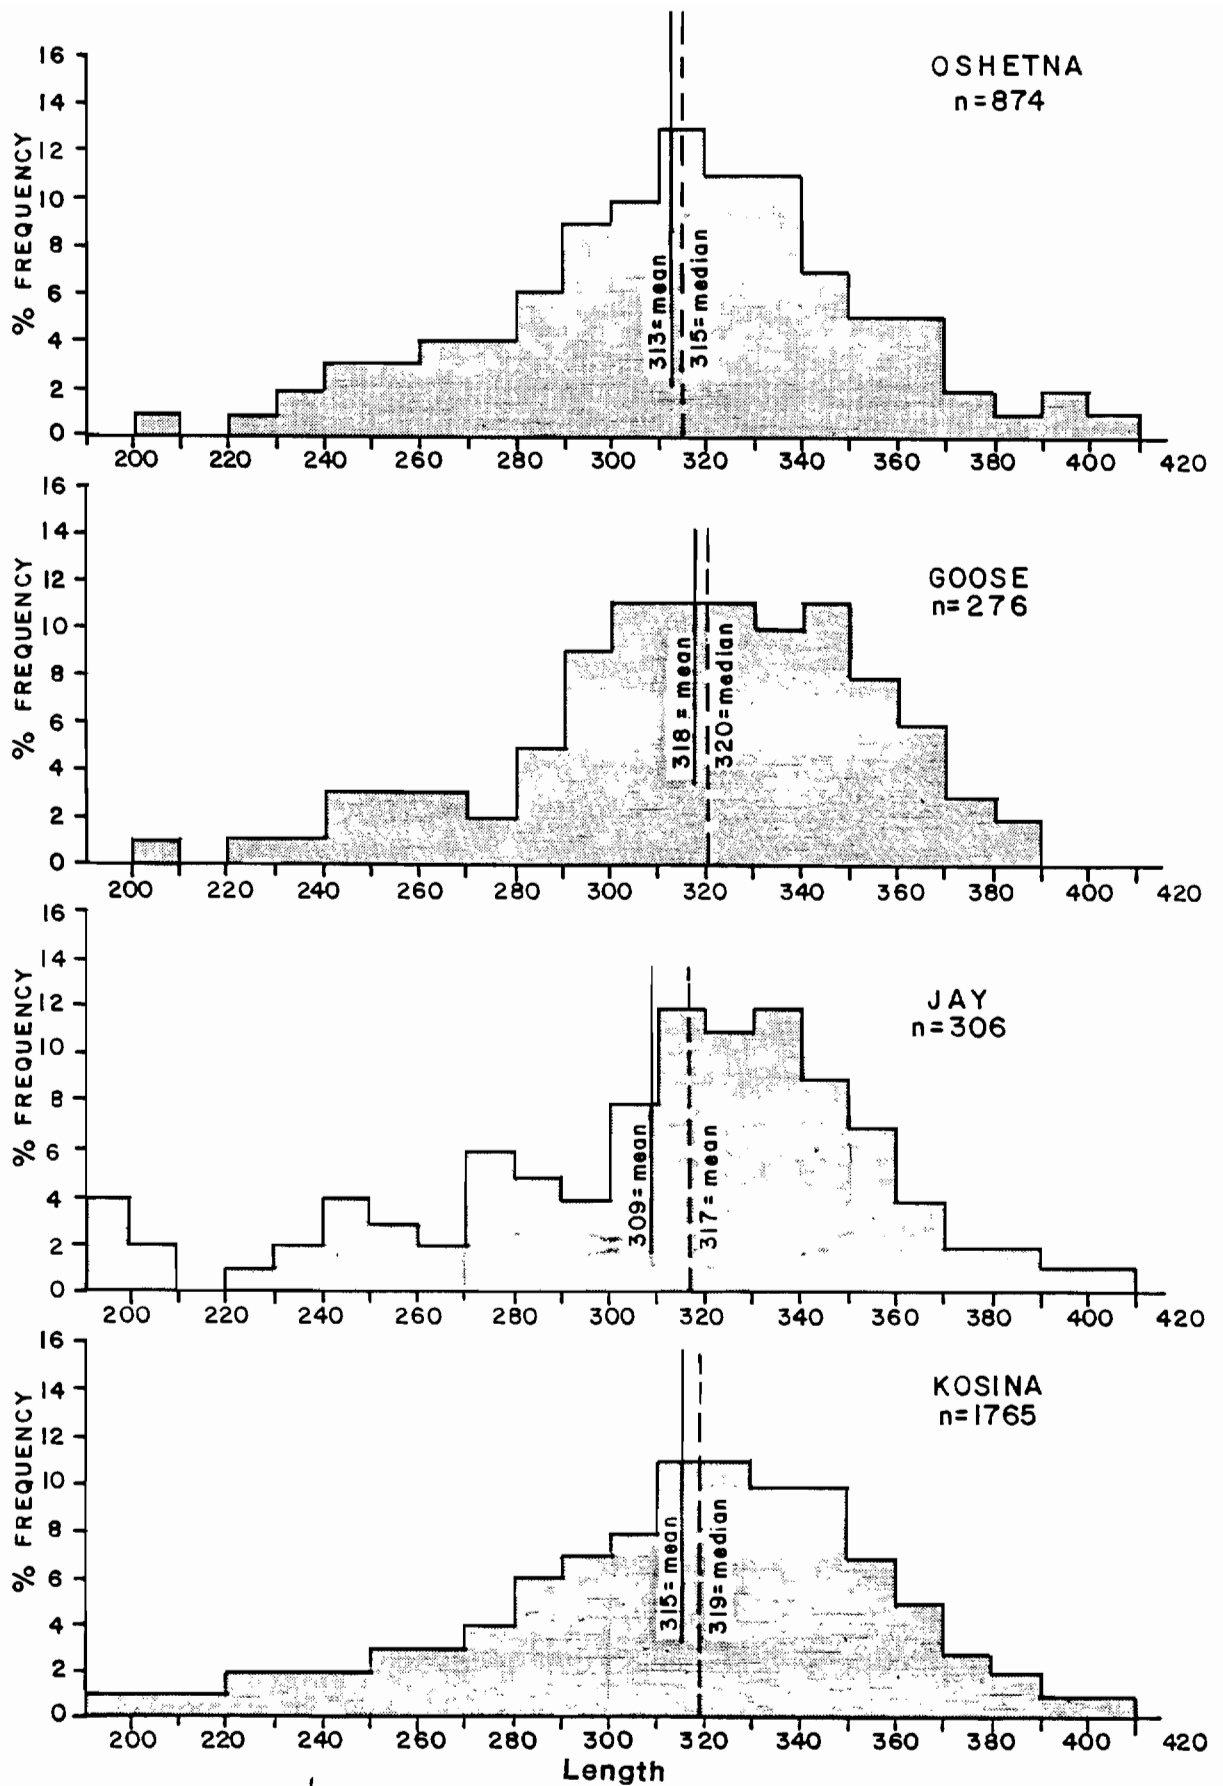 % FREQUENCY
16
14
12
10
8
6
4
2
0
OSHETNA
n=874
313=mean
315=median
200 220 240 260 280 300 320 340 360 380 400 420
% FREQUENCY
16
14
12
10
8
6
4
2
0
GOOSE
n=276
318=mean
320=median
200 220 240 260 280 300 320 340 360 380 400 420
% FREQUENCY
16
14
12
10
8
6
4
2
0
JAY
n=306
309=mean
317=mean
200 220 240 260 280 300 320 340 360 380 400 420
% FREQUENCY
16
14
12
10
8
6
4
2
0
KOSINA
n=1765
315=mean
319=median
200 220 240 260 280 300 320 340 360 380 400 420
Length